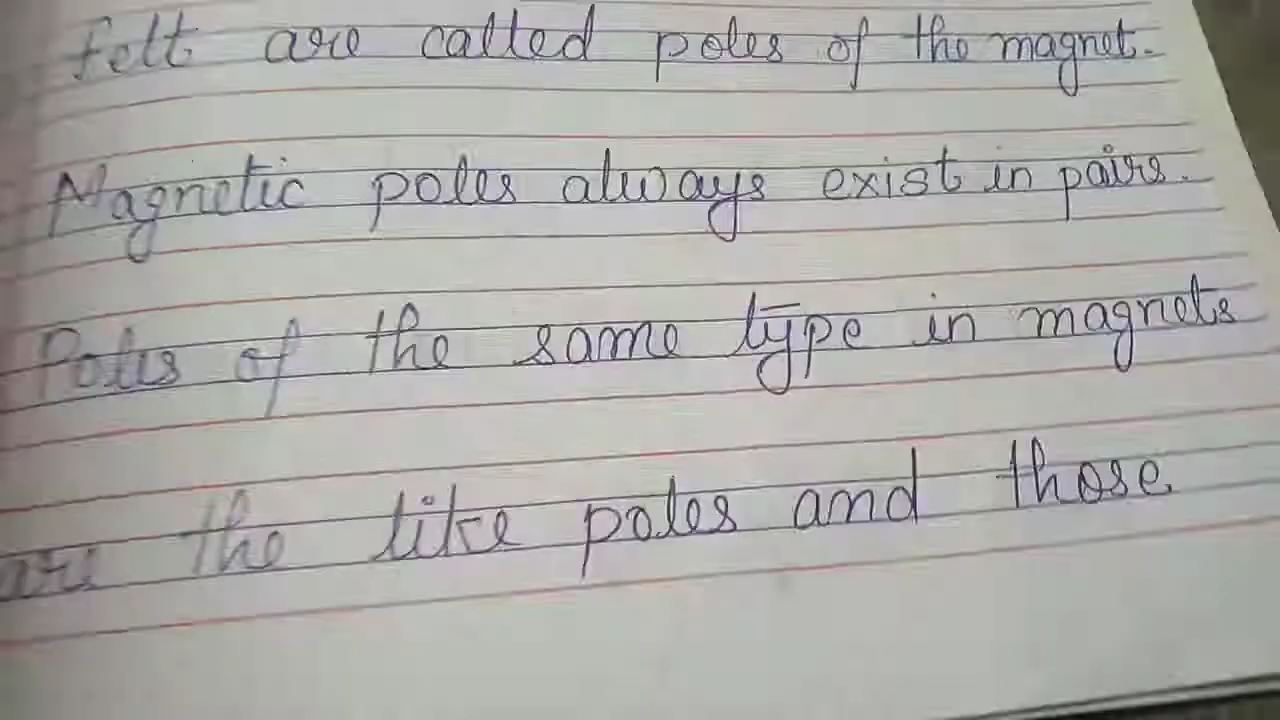 felt are called poles of the magnet.
Magnetic poles always exist in pairs.
Poles of the same type in magnets
are the like poles and those